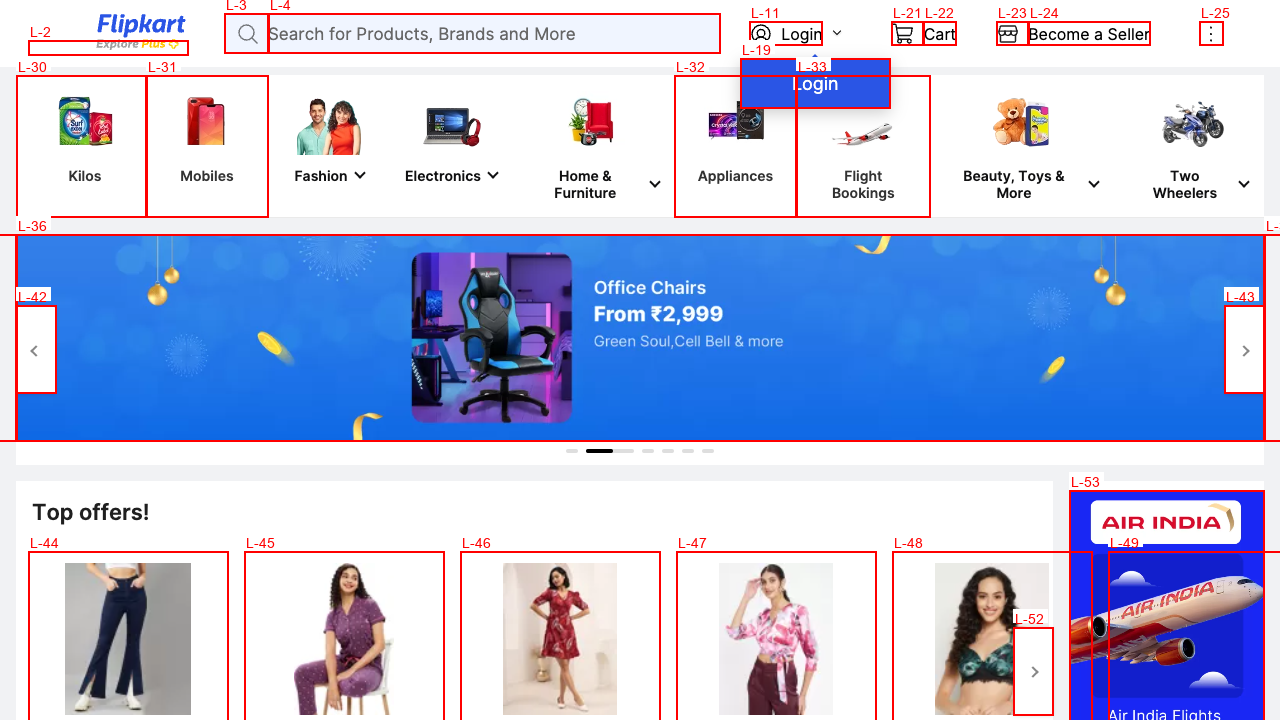 L-2
L-3
L-4
L-11
L-21
L-22
L-23
L-24
L-25
Flipkart
Explore Plus
Search for Products, Brands and More
Login
Cart
Become a Seller
L-19
Login
L-30
L-31
L-32
L-33
Kilos
Mobiles
Fashion
Electronics
Home & Furniture
Appliances
Flight Bookings
Beauty, Toys & More
Two Wheelers
L-36
L-42
L-43
Office Chairs
From ₹2,999
Green Soul,Cell Bell & more
Top offers!
L-53
AIR INDIA
L-44
L-45
L-46
L-47
L-48
L-49
AIR INDIA
L-52
Air India Flights